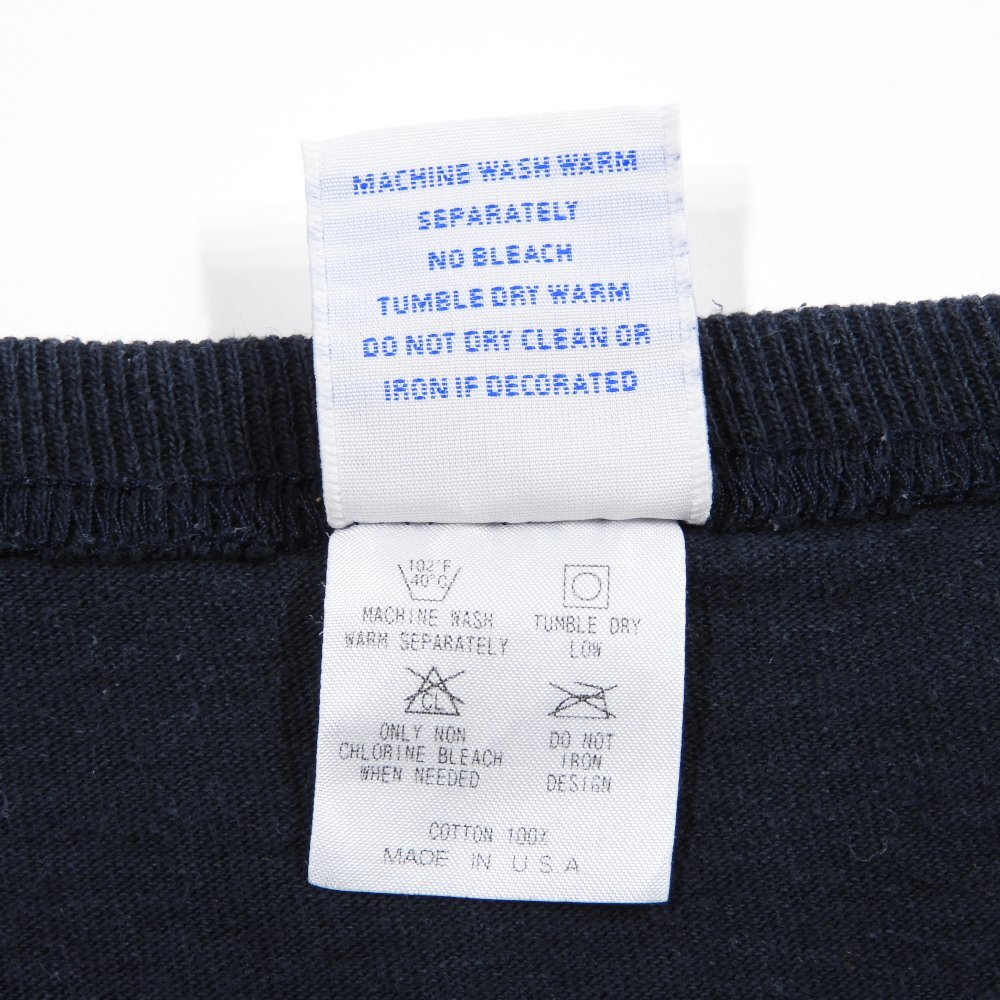 MACHINE WASH WARM
SEPARATELY
NO BLEACH
TUMBLE DRY WARM
DO NOT DRY CLEAN OR
IRON IF DECORATED
102°F
40°C
MACHINE WASH
WARM SEPARATELY
TUMBLE DRY
LOW
CL
ONLY NON
CHLORINE BLEACH
WHEN NEEDED
DO NOT
IRON
DESIGN
COTTON 100%
MADE IN U S A